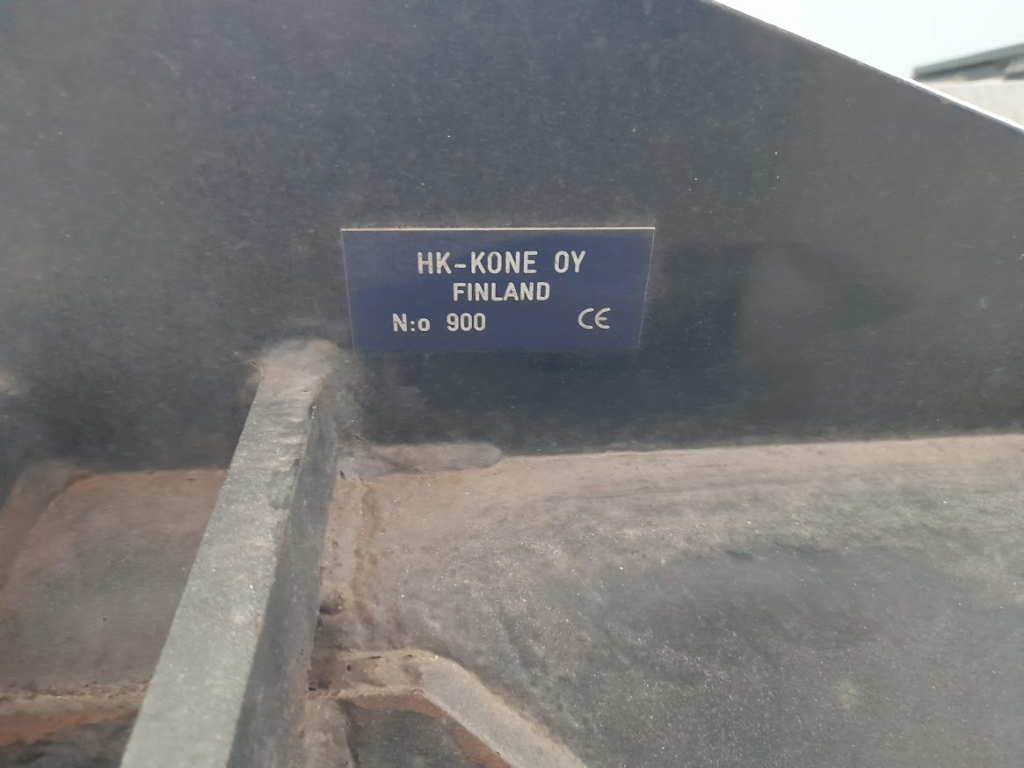 HK-KONE OY
FINLAND
N:o 900 CE